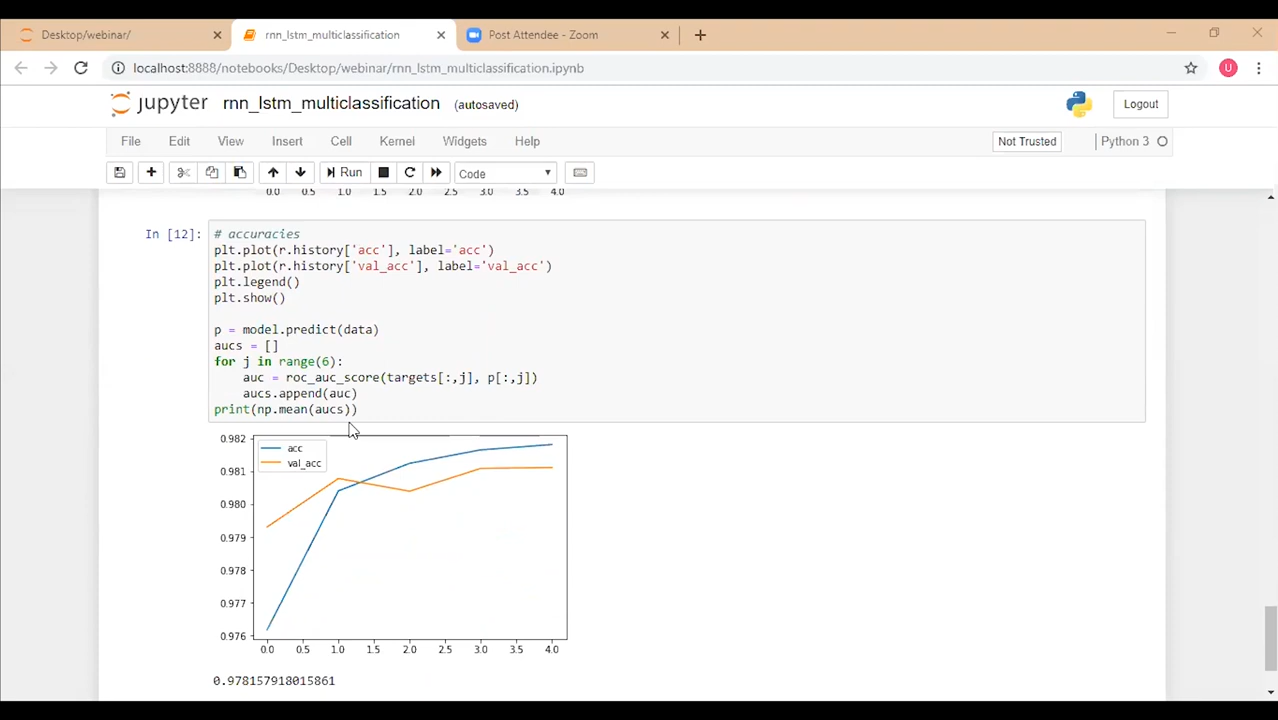 Desktop/webinar/
rnn_lstm_multiclassification
Post Attendee - Zoom
localhost:8888/notebooks/Desktop/webinar/rnn_lstm_multiclassification.ipynb
U
jupyter rnn_lstm_multiclassification (autosaved)
Logout
File Edit View Insert Cell Kernel Widgets Help
Not Trusted
Python 3
Run
Code
0.0 0.5 1.0 1.5 2.0 2.5 3.0 3.5 4.0
In [12]:
# accuracies
plt.plot(r.history['acc'], label='acc')
plt.plot(r.history['val_acc'], label='val_acc')
plt.legend()
plt.show()
p = model.predict(data)
aucs = []
for j in range(6):
auc = roc_auc_score(targets[:,j], p[:,j])
aucs.append(auc)
print(np.mean(aucs))
0.982
acc
val_acc
0.981
0.980
0.979
0.978
0.977
0.976
0.0 0.5 1.0 1.5 2.0 2.5 3.0 3.5 4.0
0.978157918015861